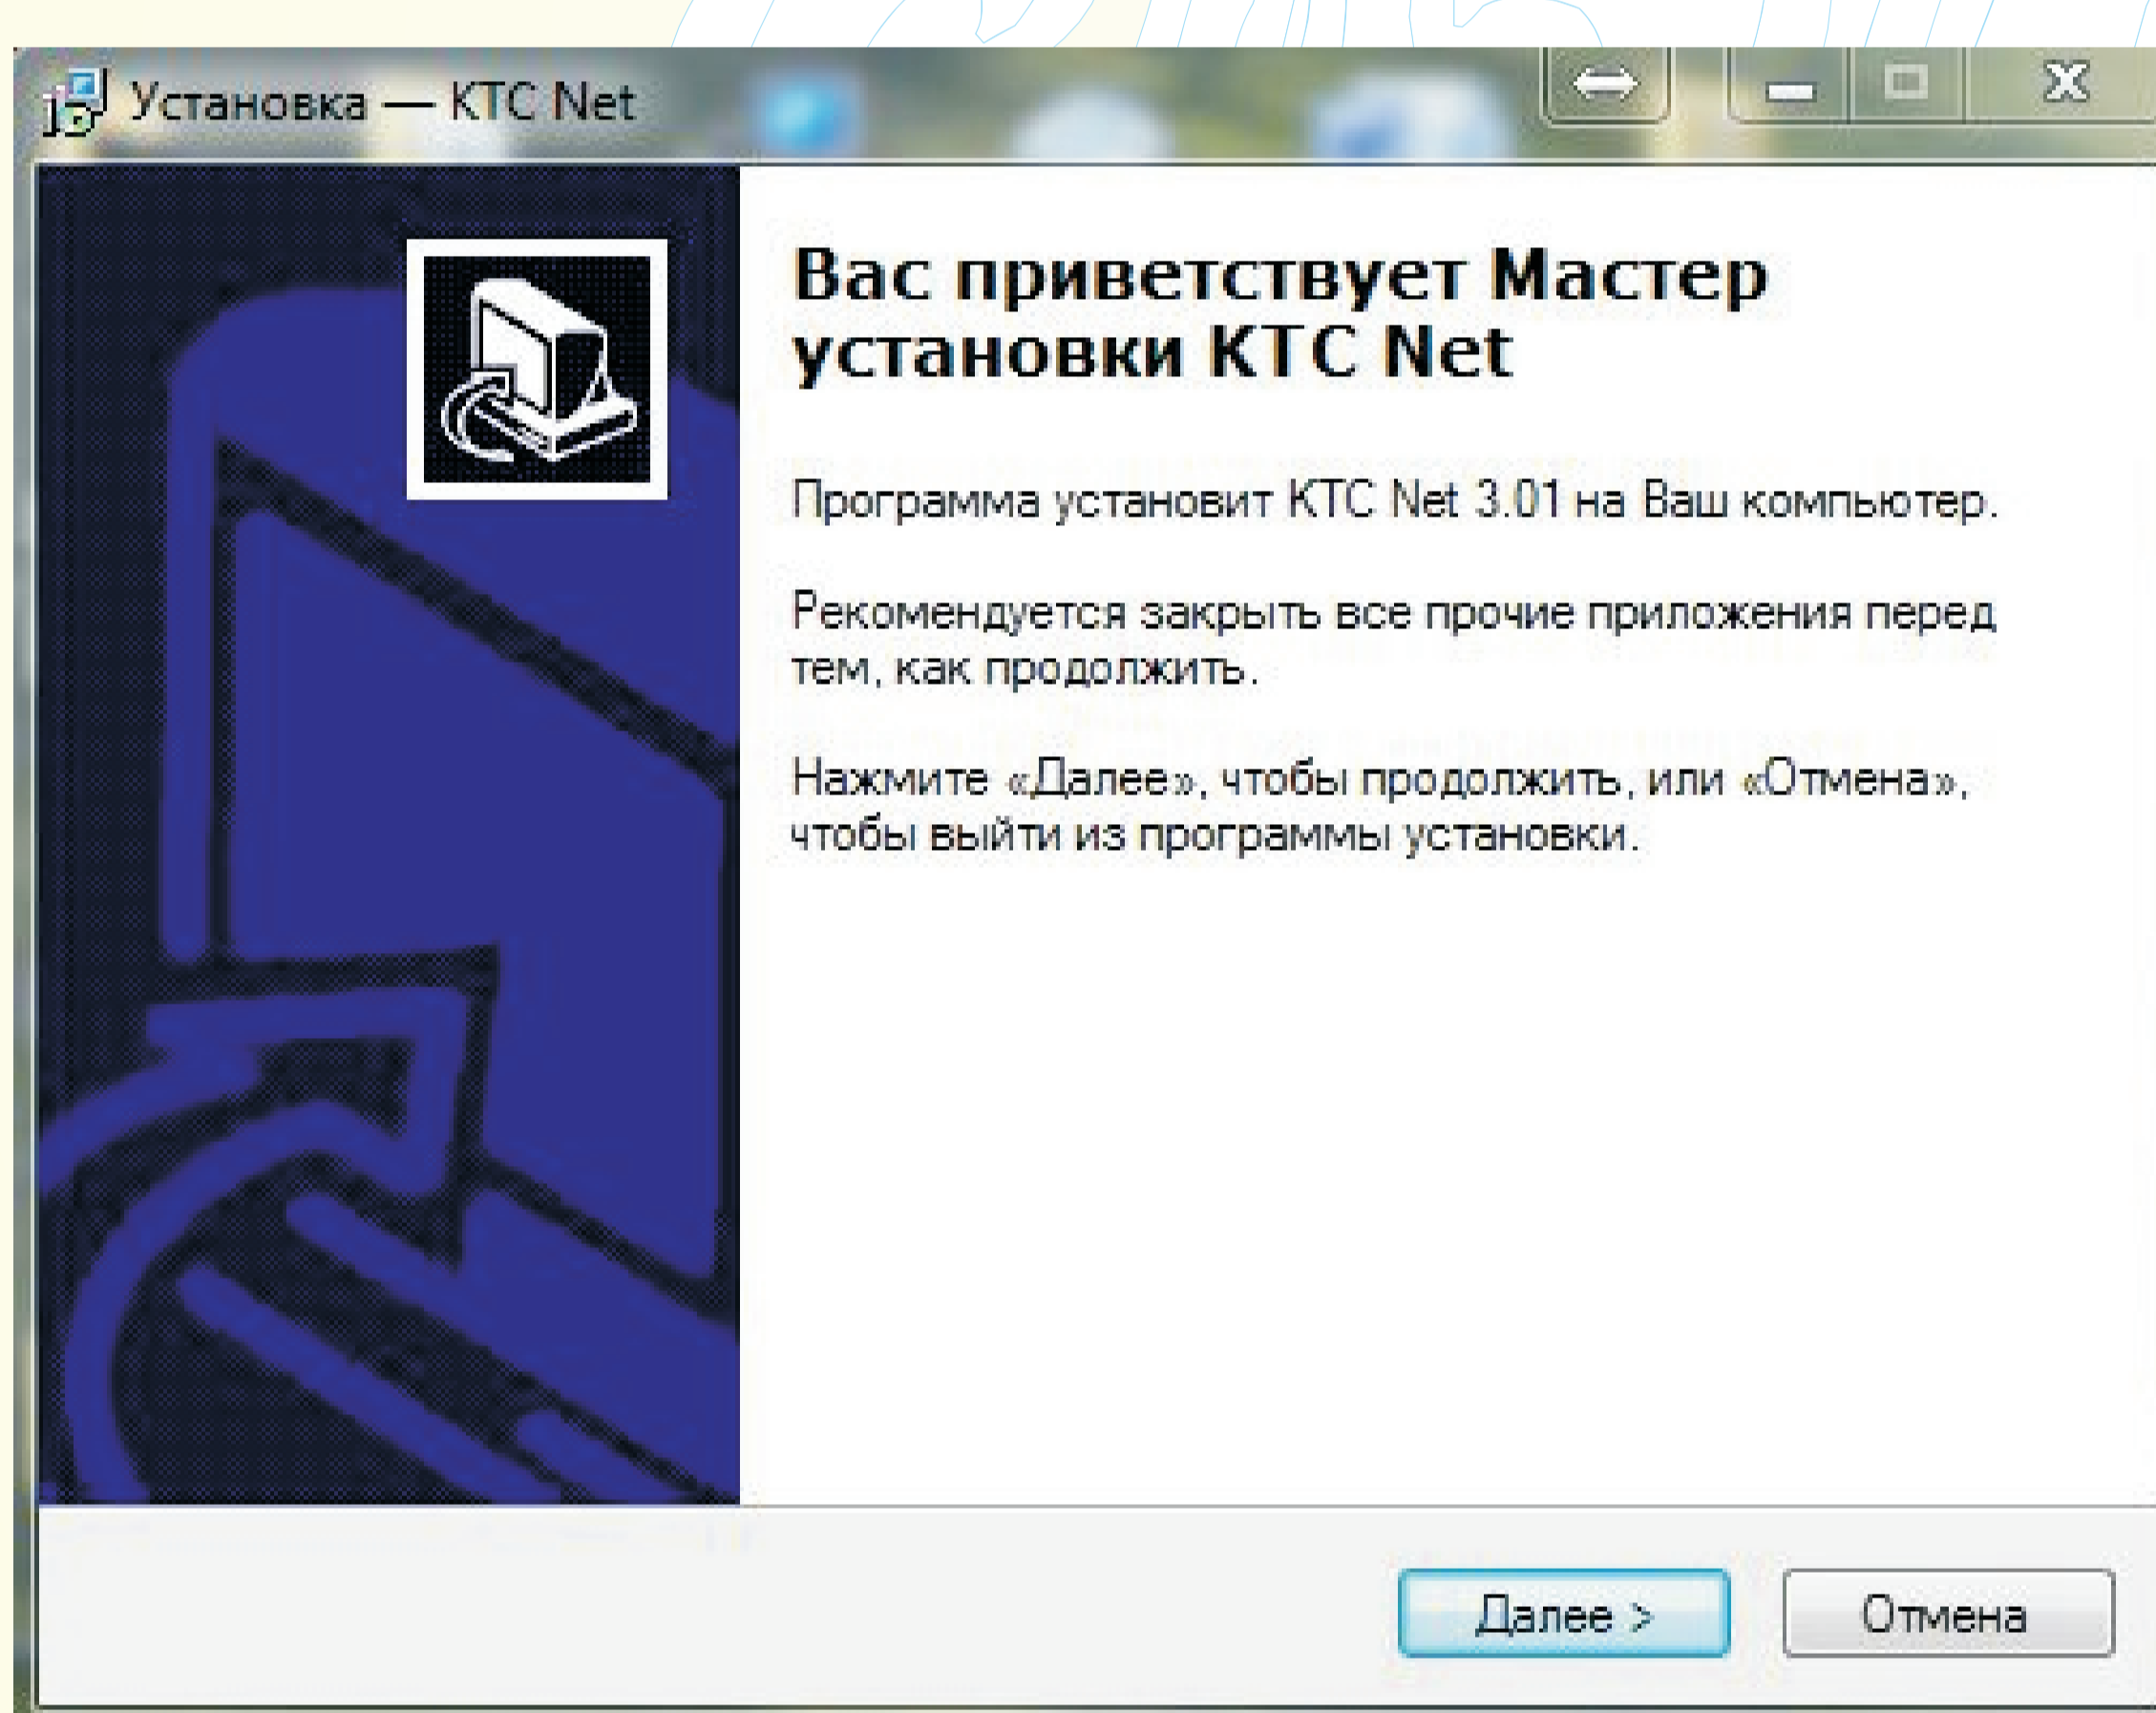 Установка — KTC Net
Вас приветствует Мастер
установки KTC Net
Программа установит KTC Net 3.01 на Ваш компьютер.
Рекомендуется закрыть все прочие приложения перед
тем, как продолжить.
Нажмите «Далее», чтобы продолжить, или «Отмена»,
чтобы выйти из программы установки.
Далее >
Отмена